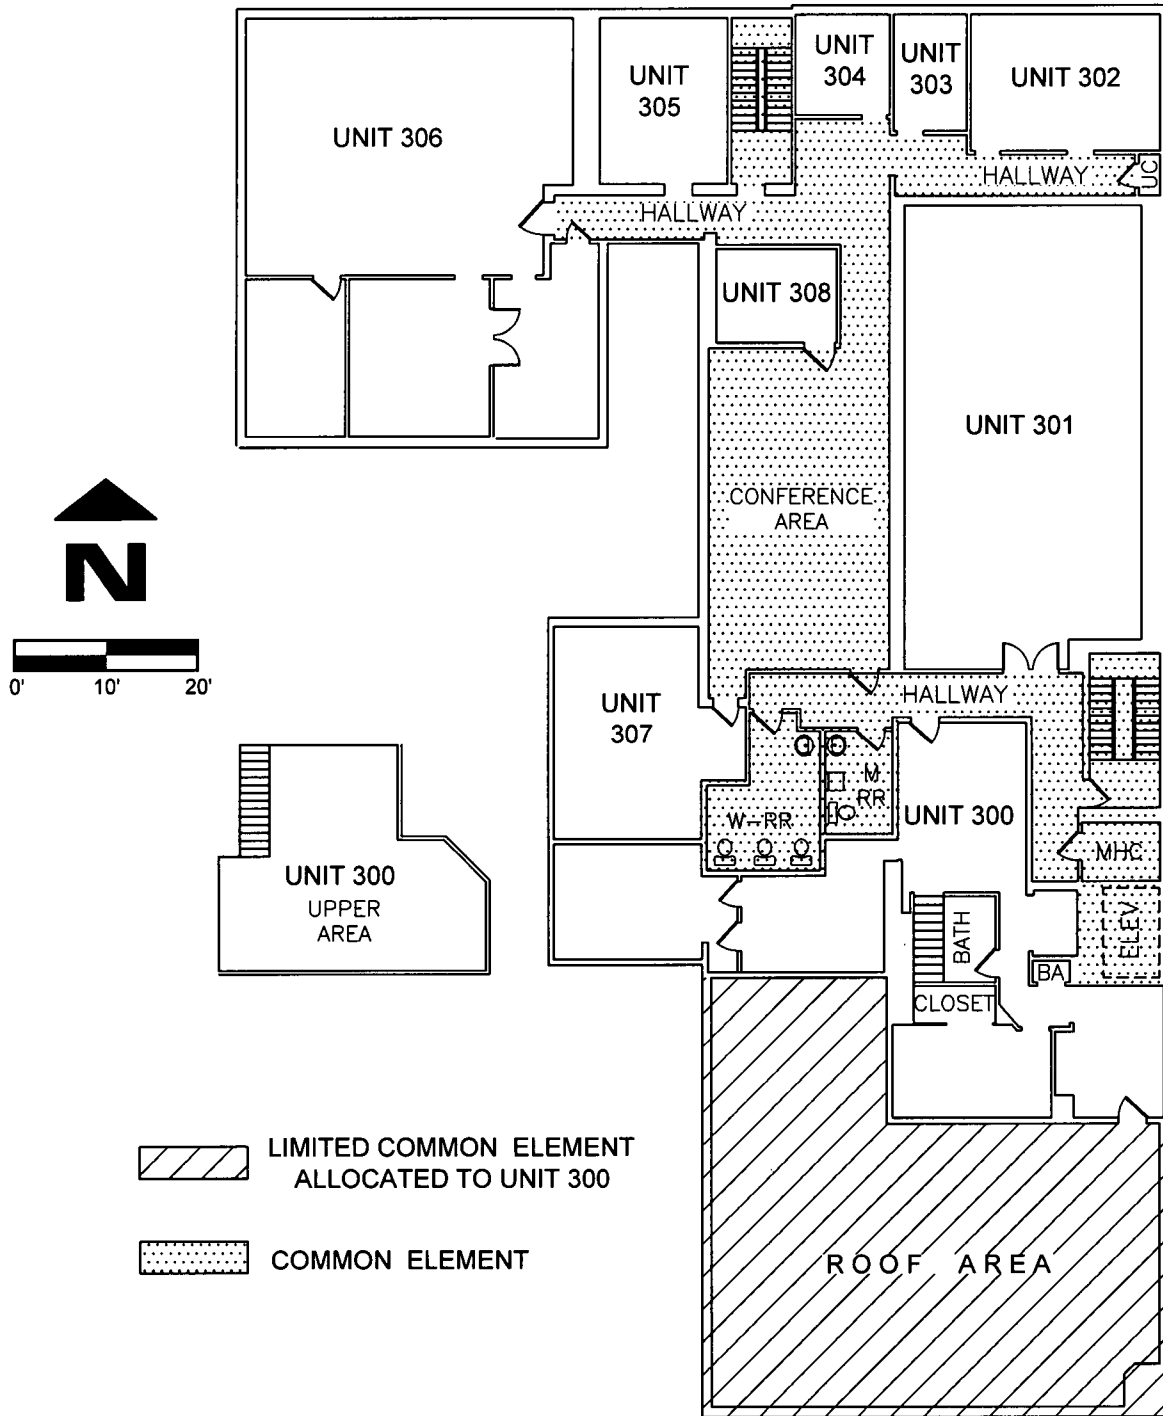 UNIT 306
UNIT
305
UNIT
304
UNIT
303
UNIT 302
HALLWAY
UC
HALLWAY
UNIT 308
UNIT 301
CONFERENCE
AREA
N
0' 10' 20'
HALLWAY
UNIT
307
M
RR
W-RR
UNIT 300
MHC
UNIT 300
UPPER
AREA
BATH
ELEV
BA
CLOSET
LIMITED COMMON ELEMENT
ALLOCATED TO UNIT 300
COMMON ELEMENT
ROOF AREA